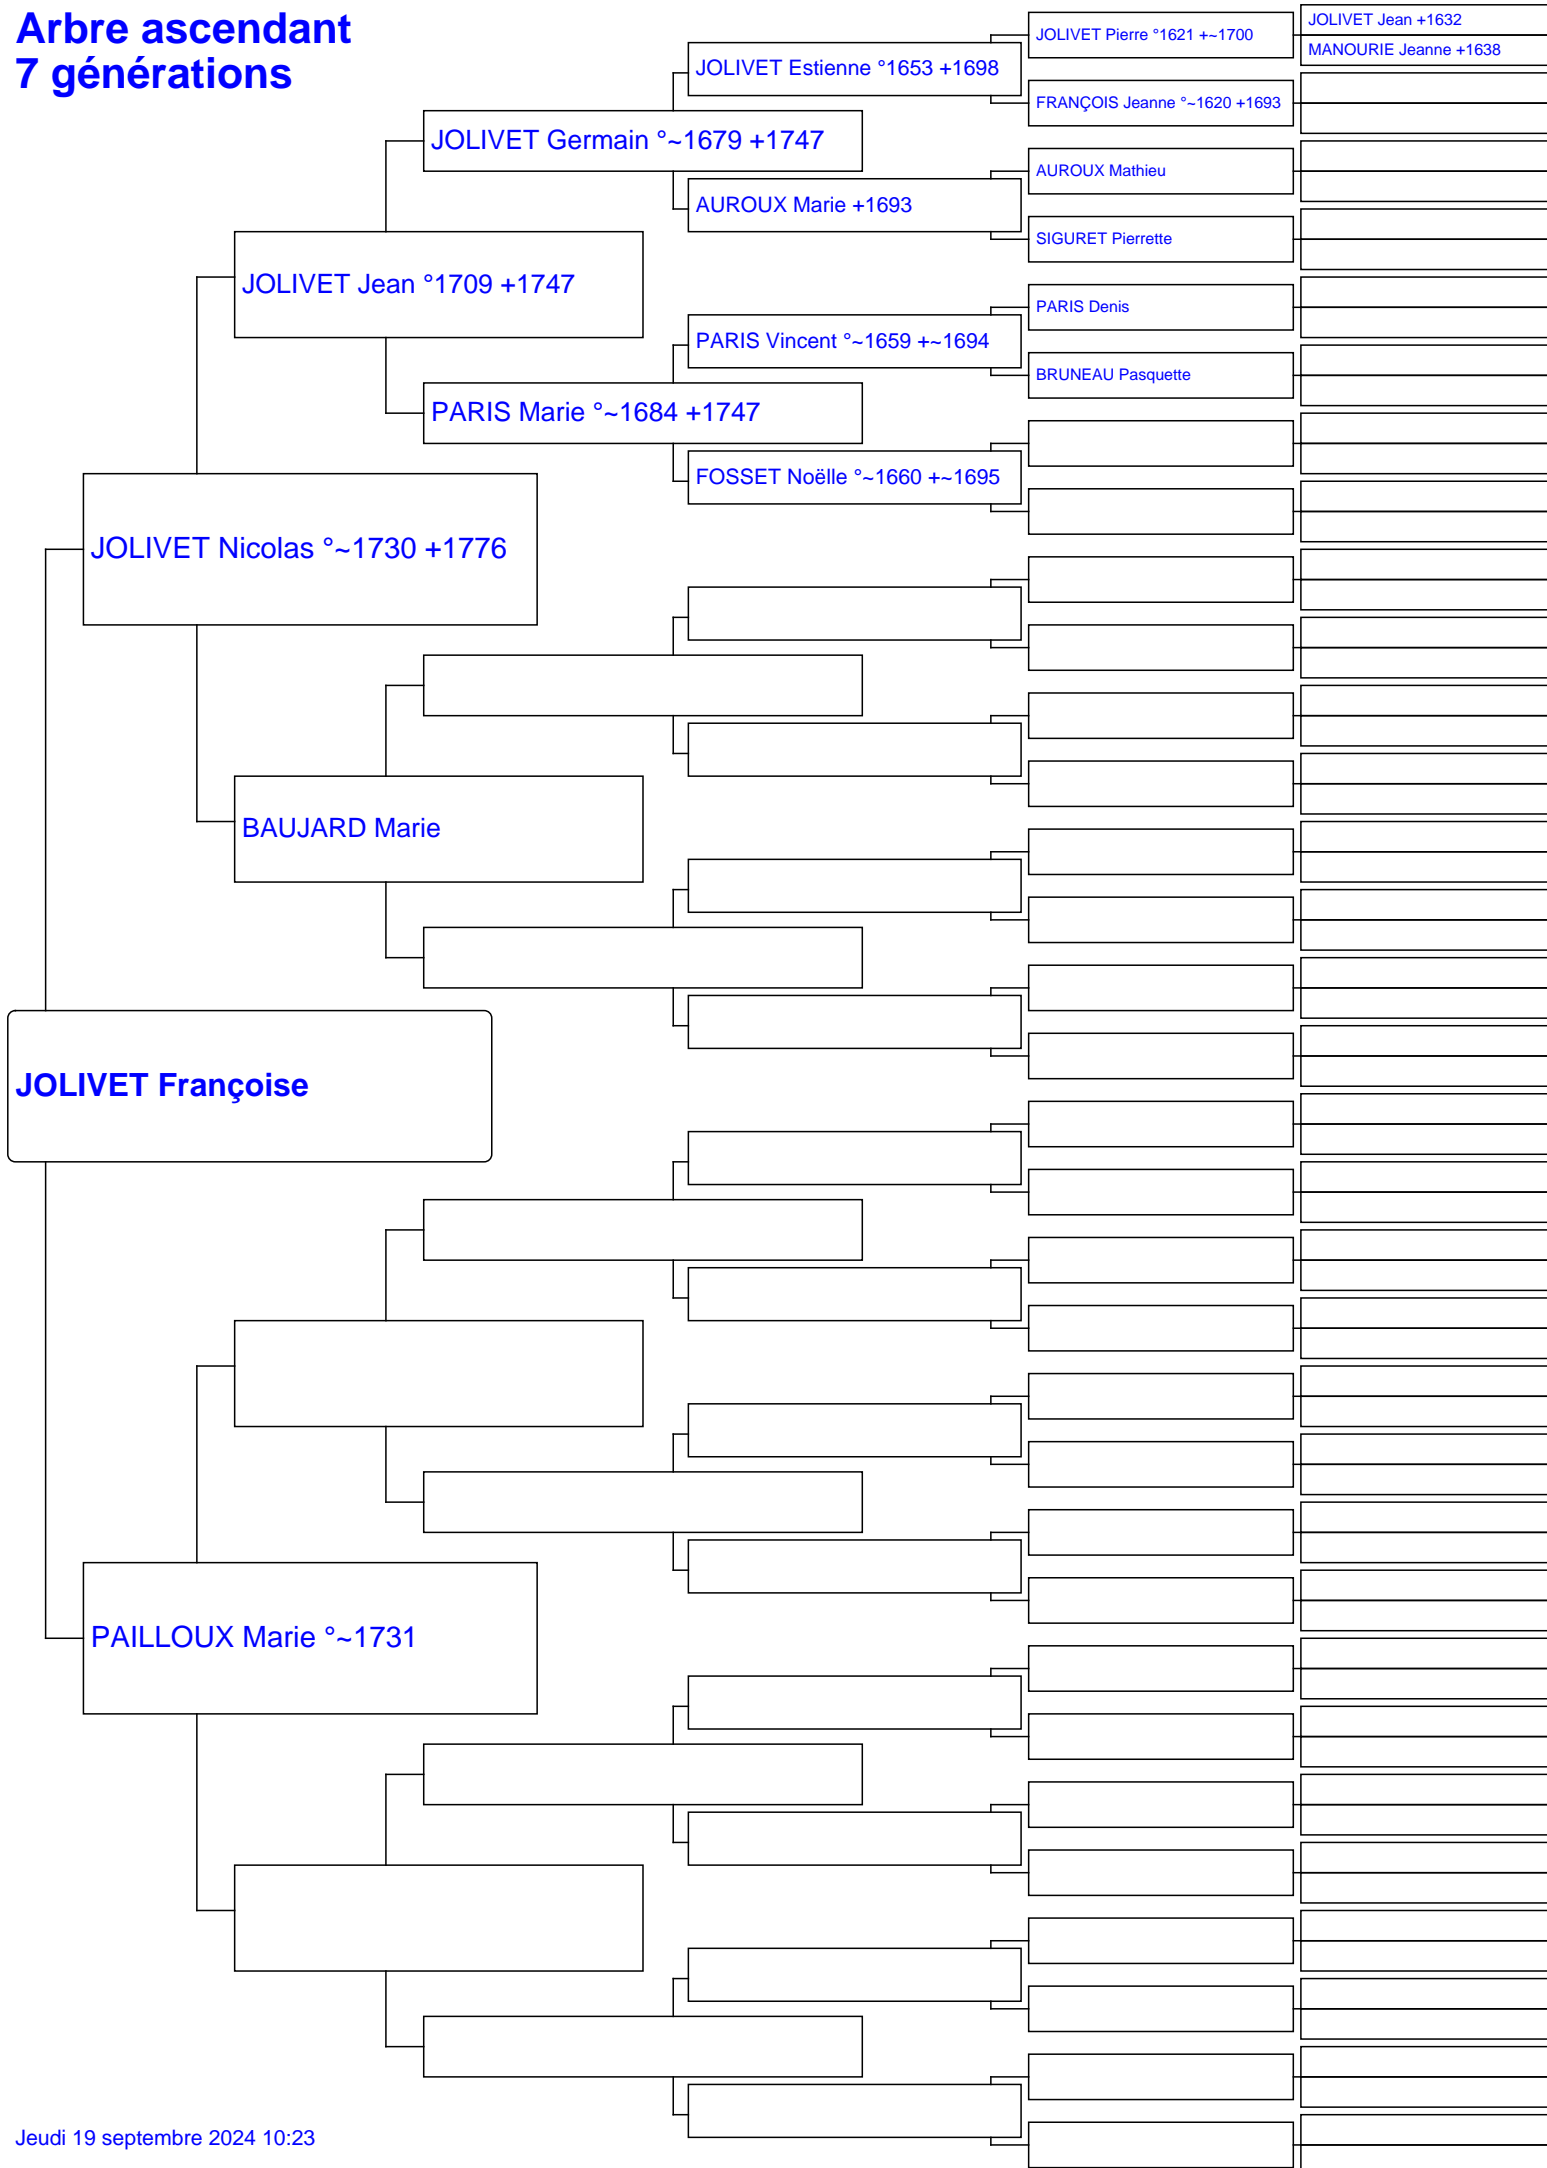 Arbre ascendant
7 générations
JOLIVET Jean +1632
JOLIVET Pierre °1621 +~1700
MANOURIE Jeanne +1638
JOLIVET Estienne °1653 +1698
FRANÇOIS Jeanne °~1620 +1693
JOLIVET Germain °~1679 +1747
AUROUX Mathieu
AUROUX Marie +1693
SIGURET Pierrette
JOLIVET Jean °1709 +1747
PARIS Denis
PARIS Vincent °~1659 +~1694
BRUNEAU Pasquette
PARIS Marie °~1684 +1747
FOSSET Noëlle °~1660 +~1695
JOLIVET Nicolas °~1730 +1776
BAUJARD Marie
JOLIVET Françoise
PAILLOUX Marie °~1731
Jeudi 19 septembre 2024 10:23